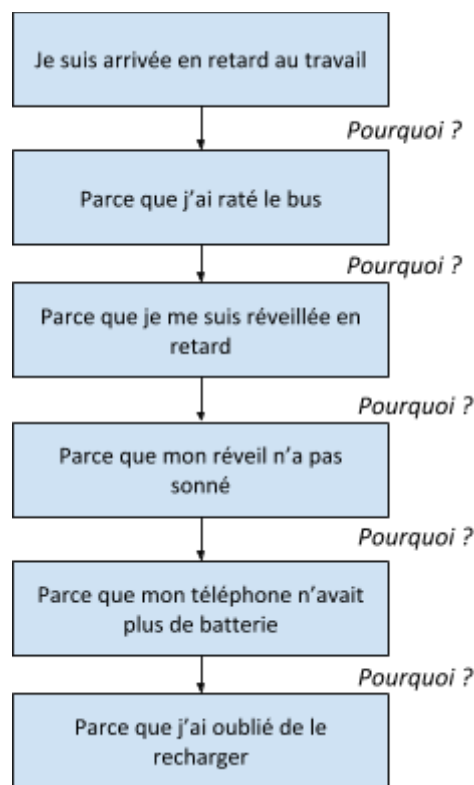 Je suis arrivée en retard au travail
Pourquoi ?
Parce que j’ai raté le bus
Pourquoi ?
Parce que je me suis réveillée en
retard
Pourquoi ?
Parce que mon réveil n’a pas
sonné
Pourquoi ?
Parce que mon téléphone n’avait
plus de batterie
Pourquoi ?
Parce que j’ai oublié de le
recharger